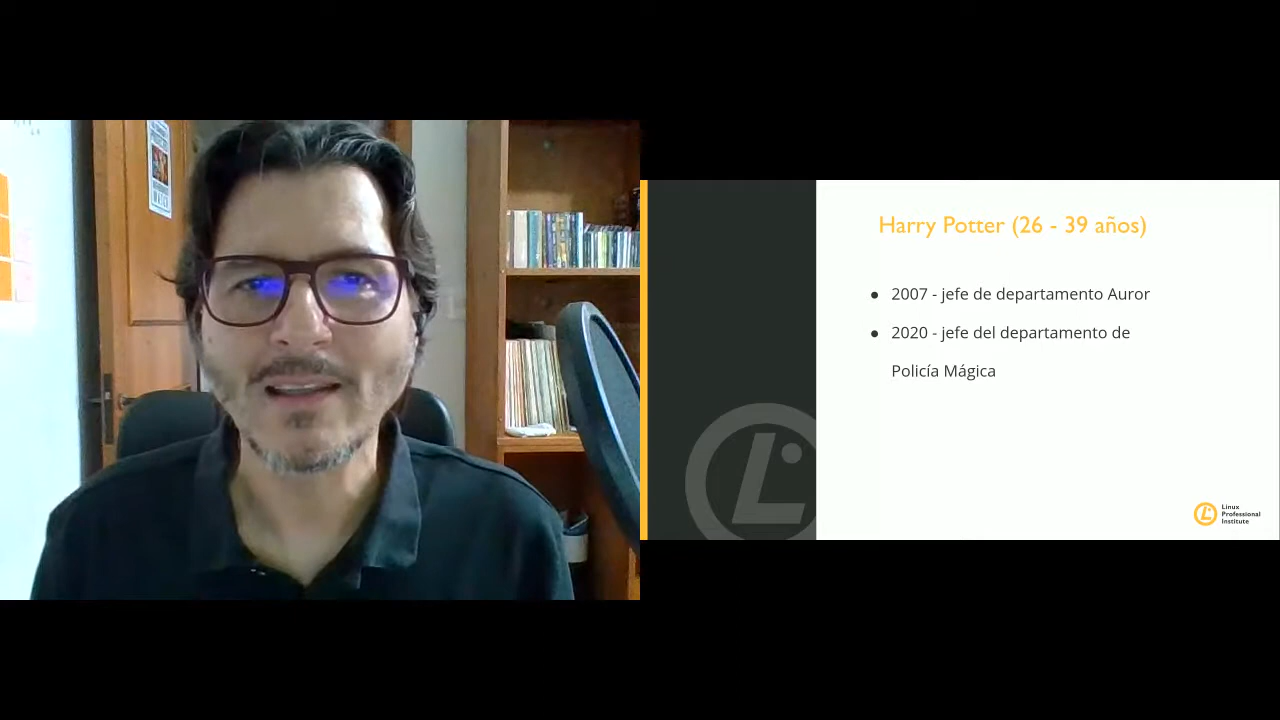 Harry Potter (26 - 39 años)
● 2007 - jefe de departamento Auror
● 2020 - jefe del departamento de
Policía Mágica
Linux
Professional
Institute